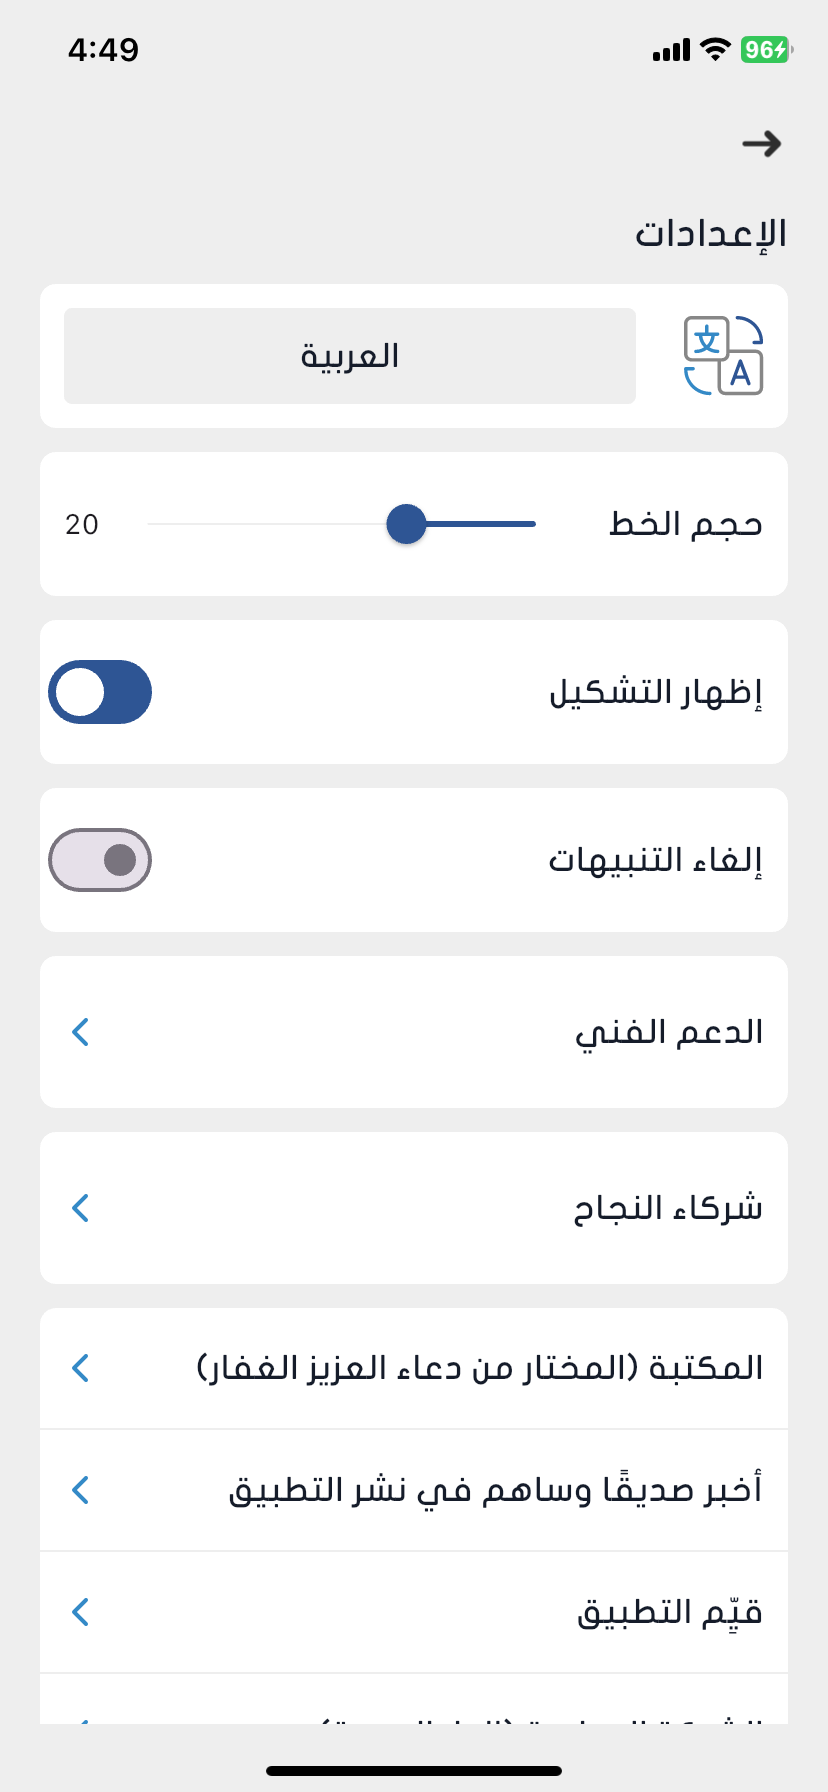 4:49
96
الإعدادات
العربية
حجم الخط
20
إظهار التشكيل
إلغاء التنبيهات
الدعم الفني
شركاء النجاح
المكتبة (المختار من دعاء العزيز الغفار)
أخبر صديقًا وساهم في نشر التطبيق
قيِّم التطبيق